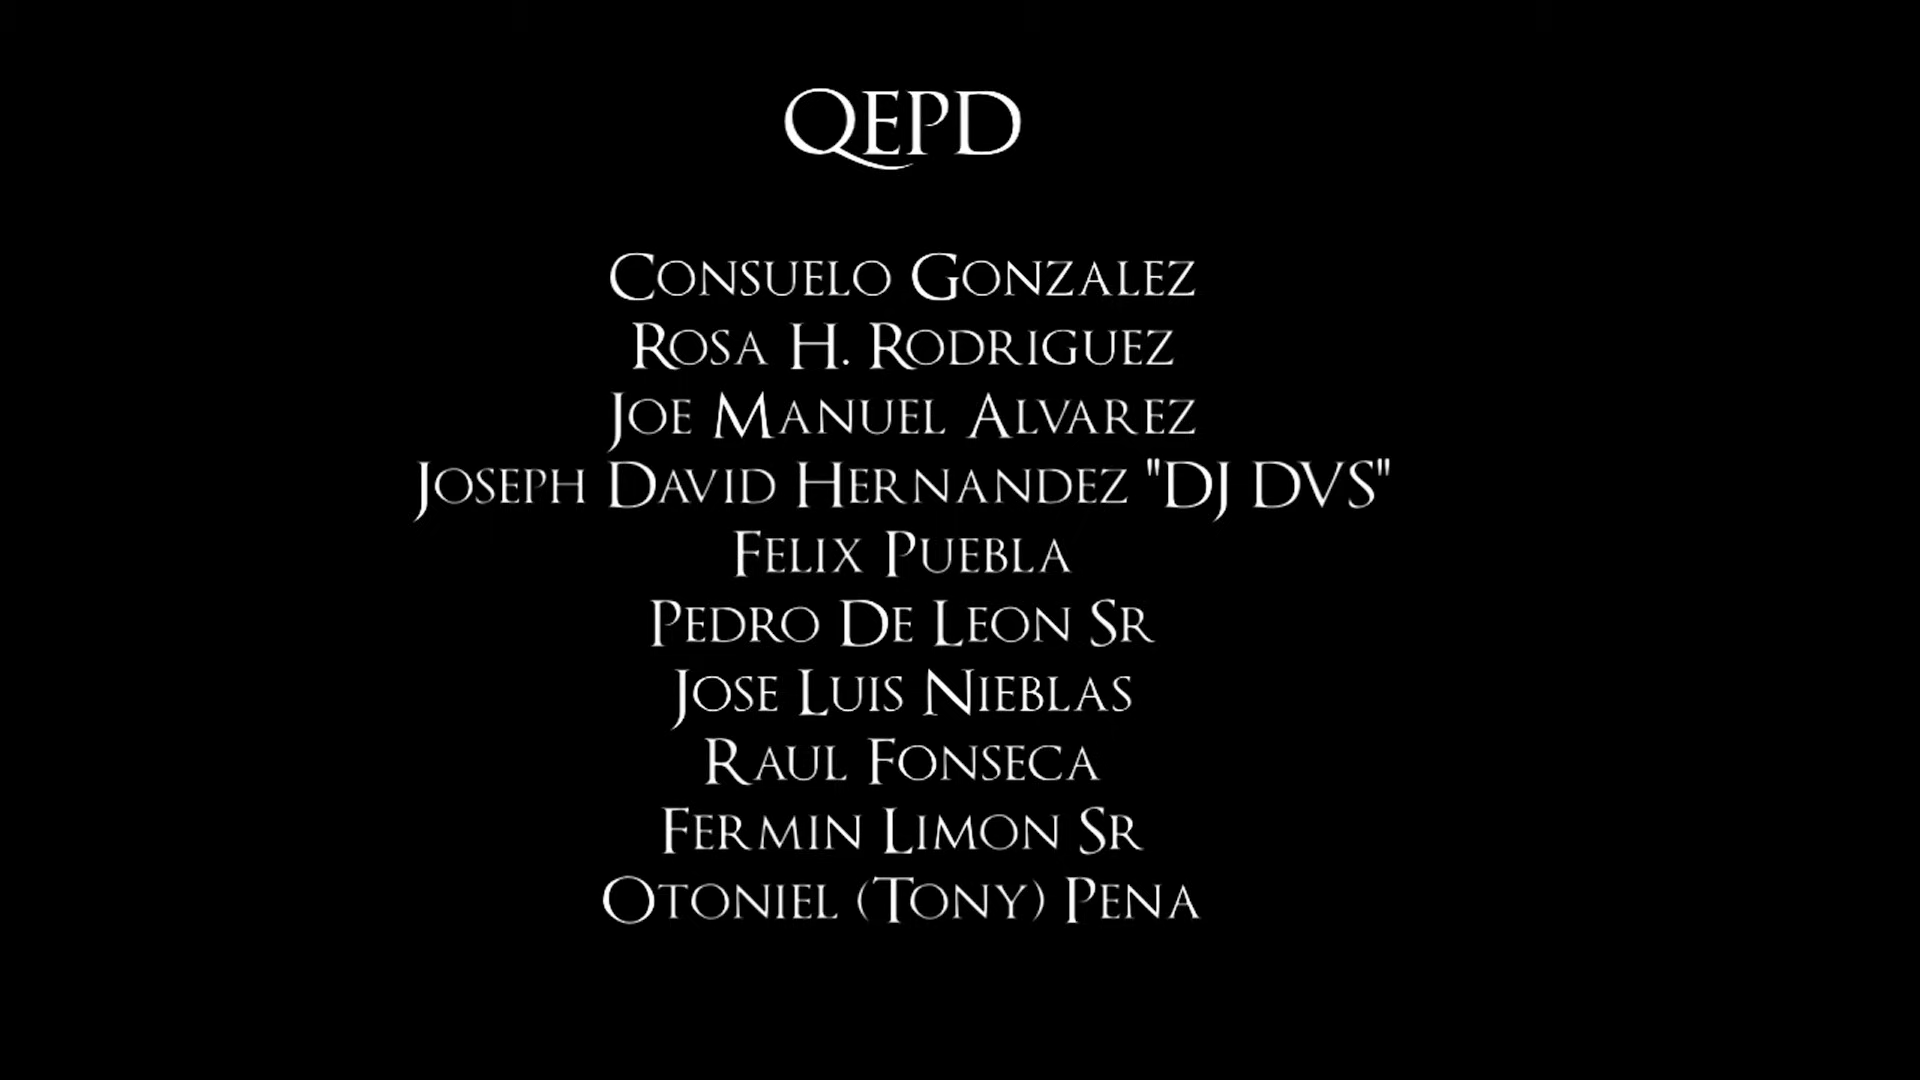 QEPD
Consuelo Gonzalez
Rosa H. Rodriguez
Joe Manuel Alvarez
Joseph David Hernandez "DJ DVS"
Felix Puebla
Pedro De Leon Sr
Jose Luis Nieblas
Raul Fonseca
Fermin Limon Sr
Otoniel (Tony) Pena